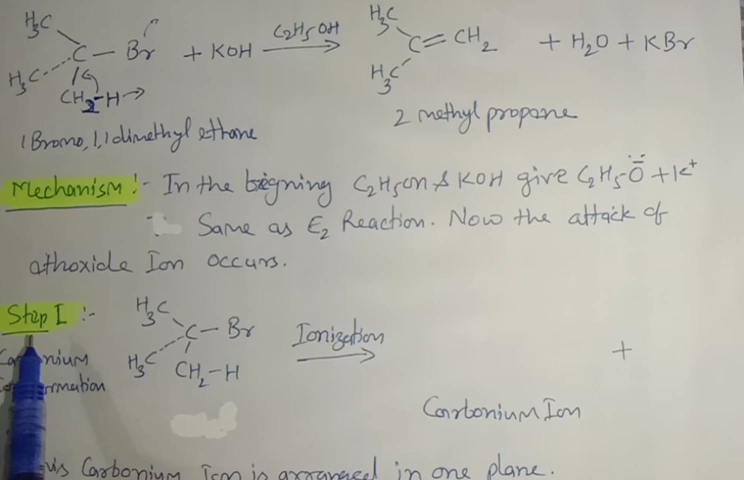 H3C
C — Br + KOH C2H5OH C=CH2 + H2O + KBr
H3C
CH2-H
H3C
H3C
1 Bromo, 1,1 dimethyl ethane
2 methyl propane
Mechanism :- In the begning C2H5OH & KOH give C2H5-Ö + K+
Same as E2 Reaction. Now the attack of
athoxide Ion occurs.
Step I :-
H3C
C - Br Ionization +
H3C
CH2-H
Carbonium Ion
Carbonium Ion is arranged in one plane.